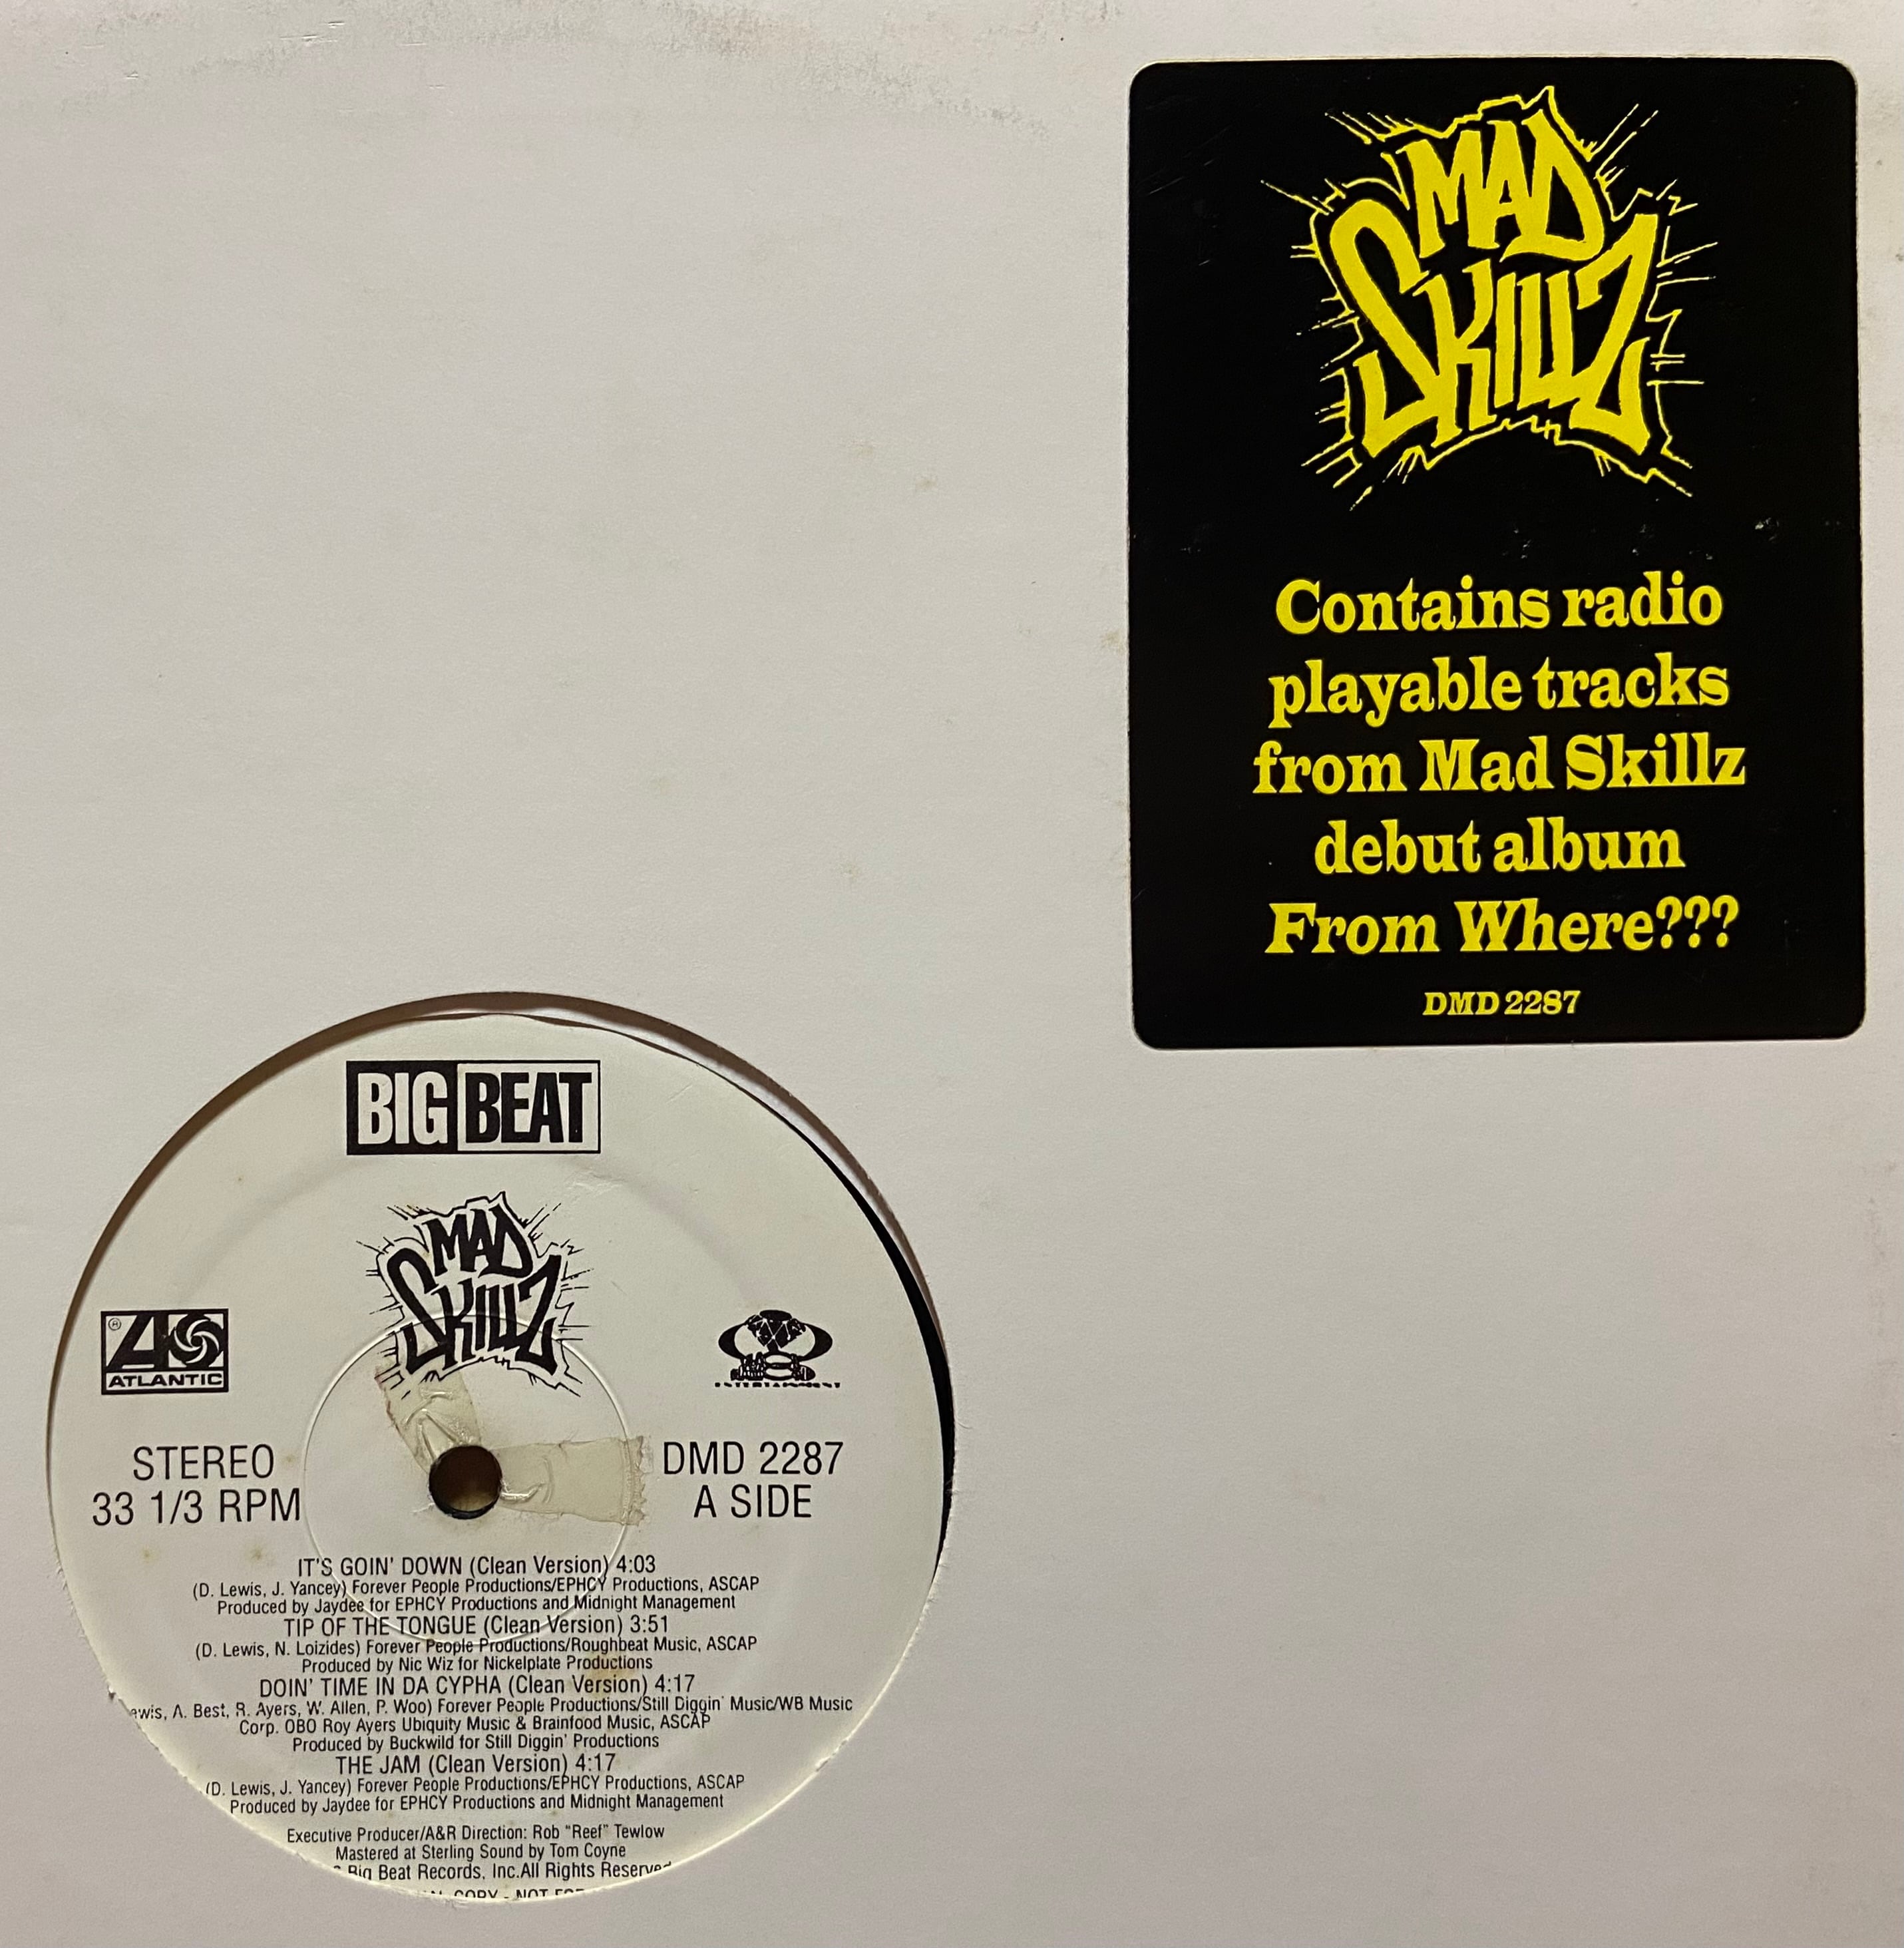 MAD
SKILLZ
Contains radio
playable tracks
from Mad Skillz
debut album
From Where???
DMD 2287
BIG BEAT
MAD
SKILLZ
ATLANTIC
ENTERTAINMENT
STEREO
33 1/3 RPM
DMD 2287
A SIDE
IT'S GOIN' DOWN (Clean Version) 4:03
(D. Lewis, J. Yancey) Forever People Productions/EPHCY Productions, ASCAP
Produced by Jaydee for EPHCY Productions and Midnight Management
TIP OF THE TONGUE (Clean Version) 3:51
(D. Lewis, N. Loizides) Forever People Productions/Roughbeat Music, ASCAP
Produced by Nic Wiz for Nickelplate Productions
DOIN' TIME IN DA CYPHA (Clean Version) 4:17
ewis, A. Best, R. Ayers, W. Allen, P. Woo) Forever People Productions/Still Diggin' Music/WB Music
Corp. OBO Roy Ayers Ubiquity Music & Brainfood Music, ASCAP
Produced by Buckwild for Still Diggin' Productions
THE JAM (Clean Version) 4:17
(D. Lewis, J. Yancey) Forever People Productions/EPHCY Productions, ASCAP
Produced by Jaydee for EPHCY Productions and Midnight Management
Executive Producer/A&R Direction: Rob "Reef" Tewlow
Mastered at Sterling Sound by Tom Coyne
Big Beat Records, Inc.All Rights Reserved
COPY - NOT FOR